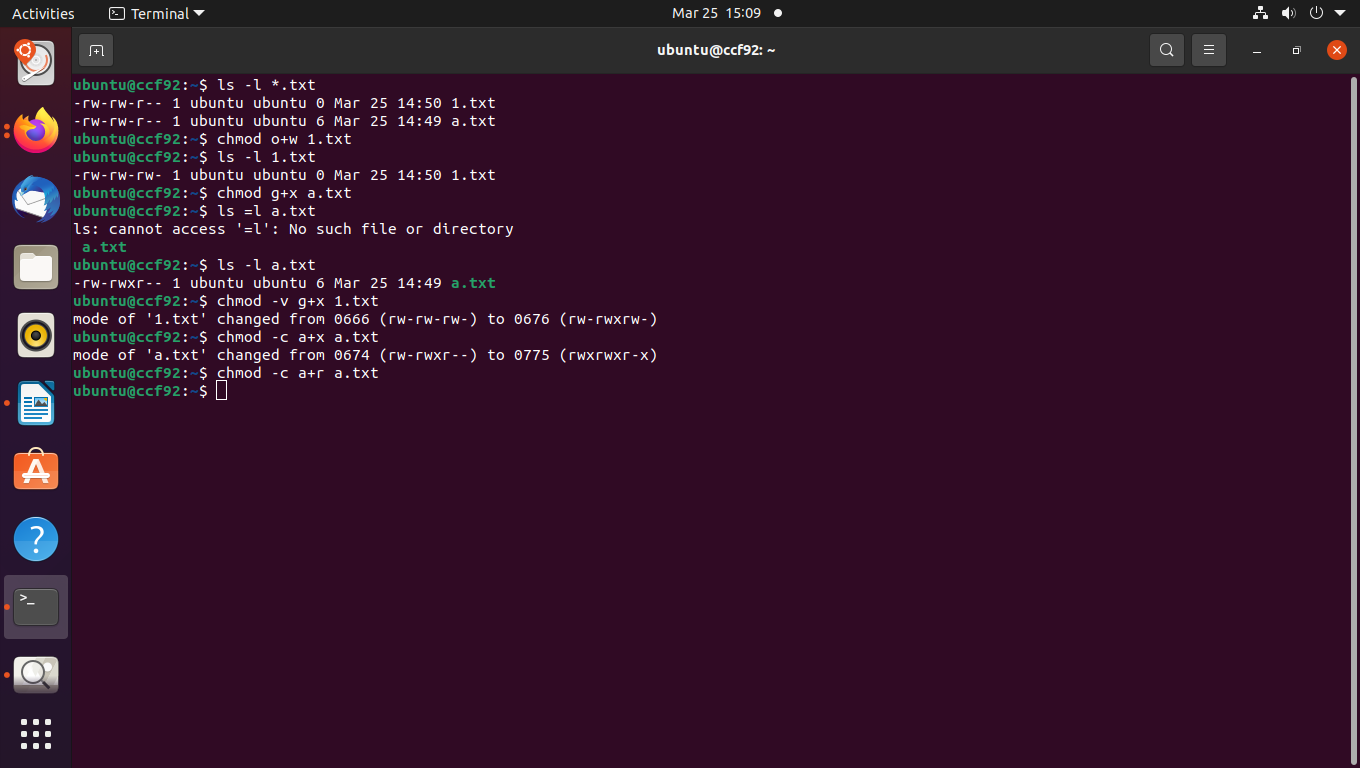 Activities Terminal Mar 25 15:09
ubuntu@ccf92: ~
ubuntu@ccf92:~$ ls -l *.txt
-rw-rw-r-- 1 ubuntu ubuntu 0 Mar 25 14:50 1.txt
-rw-rw-r-- 1 ubuntu ubuntu 6 Mar 25 14:49 a.txt
ubuntu@ccf92:~$ chmod o+w 1.txt
ubuntu@ccf92:~$ ls -l 1.txt
-rw-rw-rw- 1 ubuntu ubuntu 0 Mar 25 14:50 1.txt
ubuntu@ccf92:~$ chmod g+x a.txt
ubuntu@ccf92:~$ ls =l a.txt
ls: cannot access '=l': No such file or directory
 a.txt
ubuntu@ccf92:~$ ls -l a.txt
-rw-rwxr-- 1 ubuntu ubuntu 6 Mar 25 14:49 a.txt
ubuntu@ccf92:~$ chmod -v g+x 1.txt
mode of '1.txt' changed from 0666 (rw-rw-rw-) to 0676 (rw-rwxrw-)
ubuntu@ccf92:~$ chmod -c a+x a.txt
mode of 'a.txt' changed from 0674 (rw-rwxr--) to 0775 (rwxrwxr-x)
ubuntu@ccf92:~$ chmod -c a+r a.txt
ubuntu@ccf92:~$